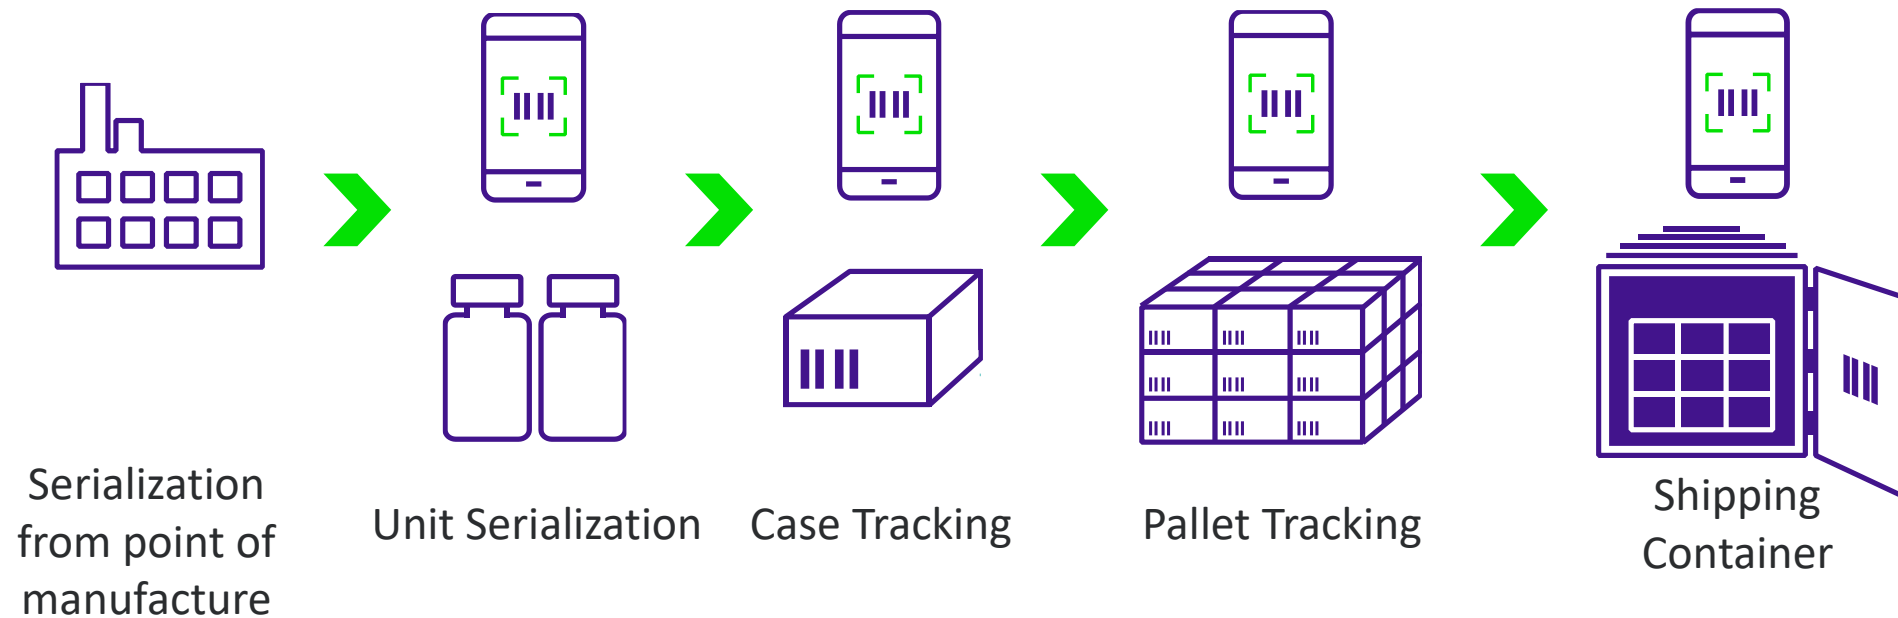 Serialization
from point of
manufacture
Unit Serialization
Case Tracking
Pallet Tracking
Shipping
Container